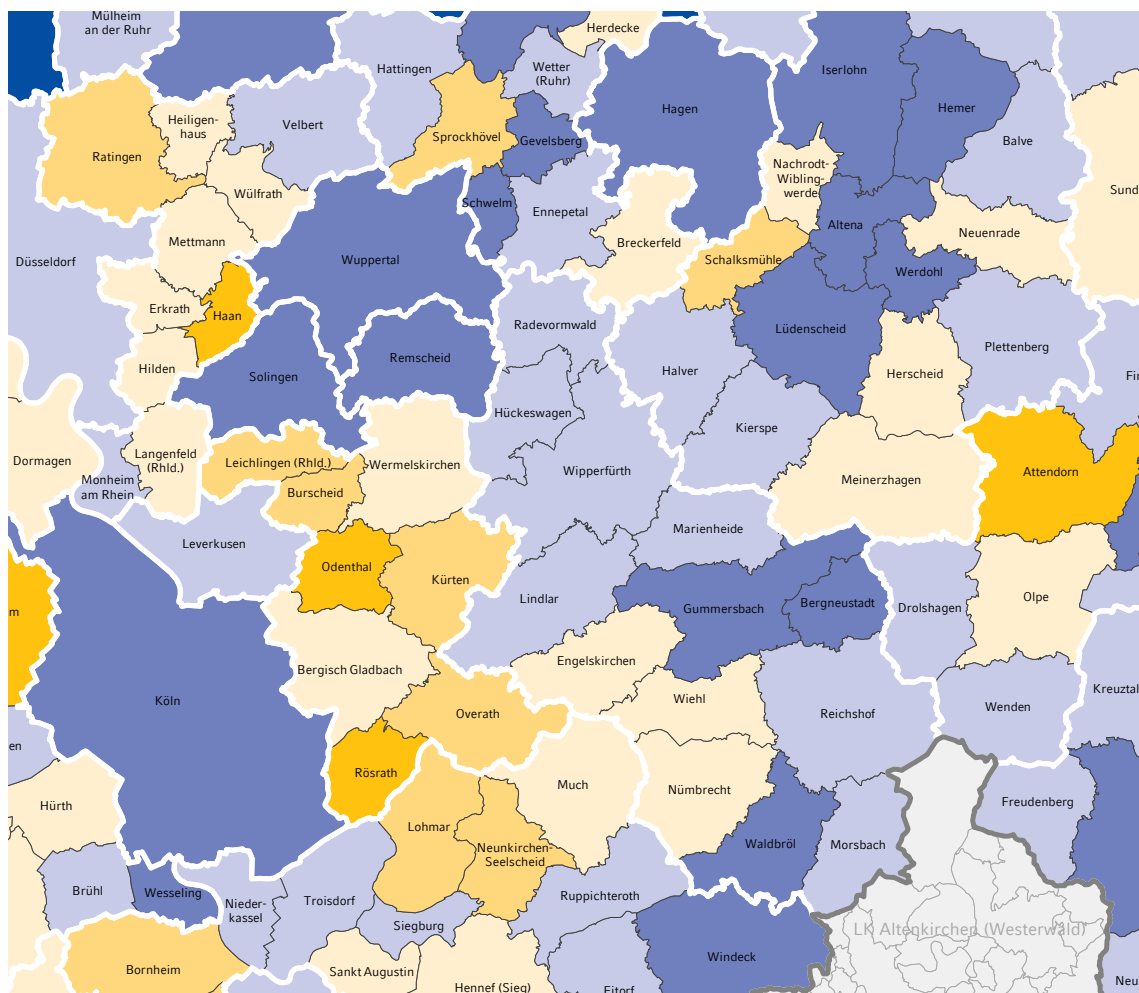 Mülheim
an der Ruhr
Herdecke
Hattingen
Wetter
(Ruhr)
Iserlohn
Hagen
Hemer
Heiligen-
haus
Velbert
Sprockhövel
Gevelsberg
Balve
Ratingen
Nachrodt-
Wibling-
werde
Wülfrath
Schwelm
Ennepetal
Sund
Altena
Mettmann
Breckerfeld
Neuenrade
Düsseldorf
Wuppertal
Schalksmühle
Werdohl
Erkrath
Haan
Radevormwald
Lüdenscheid
Plettenberg
Remscheid
Hilden
Solingen
Halver
Herscheid
Fin
Hückeswagen
Kierspe
Langenfeld
(Rhld.)
Dormagen
Leichlingen (Rhld.)
Wermelskirchen
Wipperfürth
Attendorn
Monheim
am Rhein
Burscheid
Meinerzhagen
Marienheide
Leverkusen
Odenthal
Kürten
Lindlar
Gummersbach
Bergneustadt
Drolshagen
Olpe
m
Engelskirchen
Bergisch Gladbach
Kreuztal
Köln
Wiehl
Overath
Reichshof
Wenden
en
Rösrath
Much
Nümbrecht
Hürth
Freudenberg
Lohmar
Neunkirchen-
Seelscheid
Waldbröl
Morsbach
Brühl
Wesseling
Nieder-
kassel
Troisdorf
Ruppichteroth
Siegburg
LK Altenkirchen (Westerwald)
Bornheim
Sankt Augustin
Windeck
Hennef (Sieg)
Eitorf
Neu